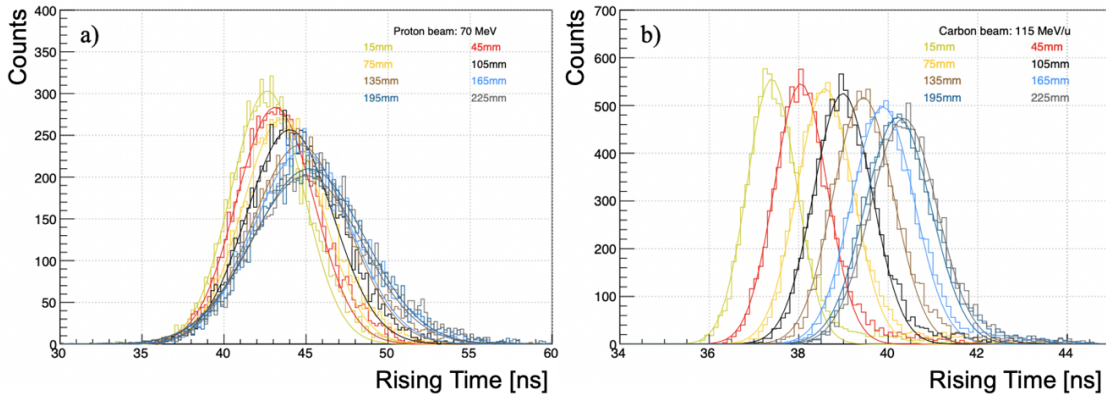 a)
Proton beam: 70 MeV
15mm 45mm
75mm 105mm
135mm 165mm
195mm 225mm
Counts
400
350
300
250
200
150
100
50
0
30 35 40 45 50 55 60
Rising Time [ns]
b)
Carbon beam: 115 MeV/u
15mm 45mm
75mm 105mm
135mm 165mm
195mm 225mm
Counts
700
600
500
400
300
200
100
0
34 36 38 40 42 44
Rising Time [ns]